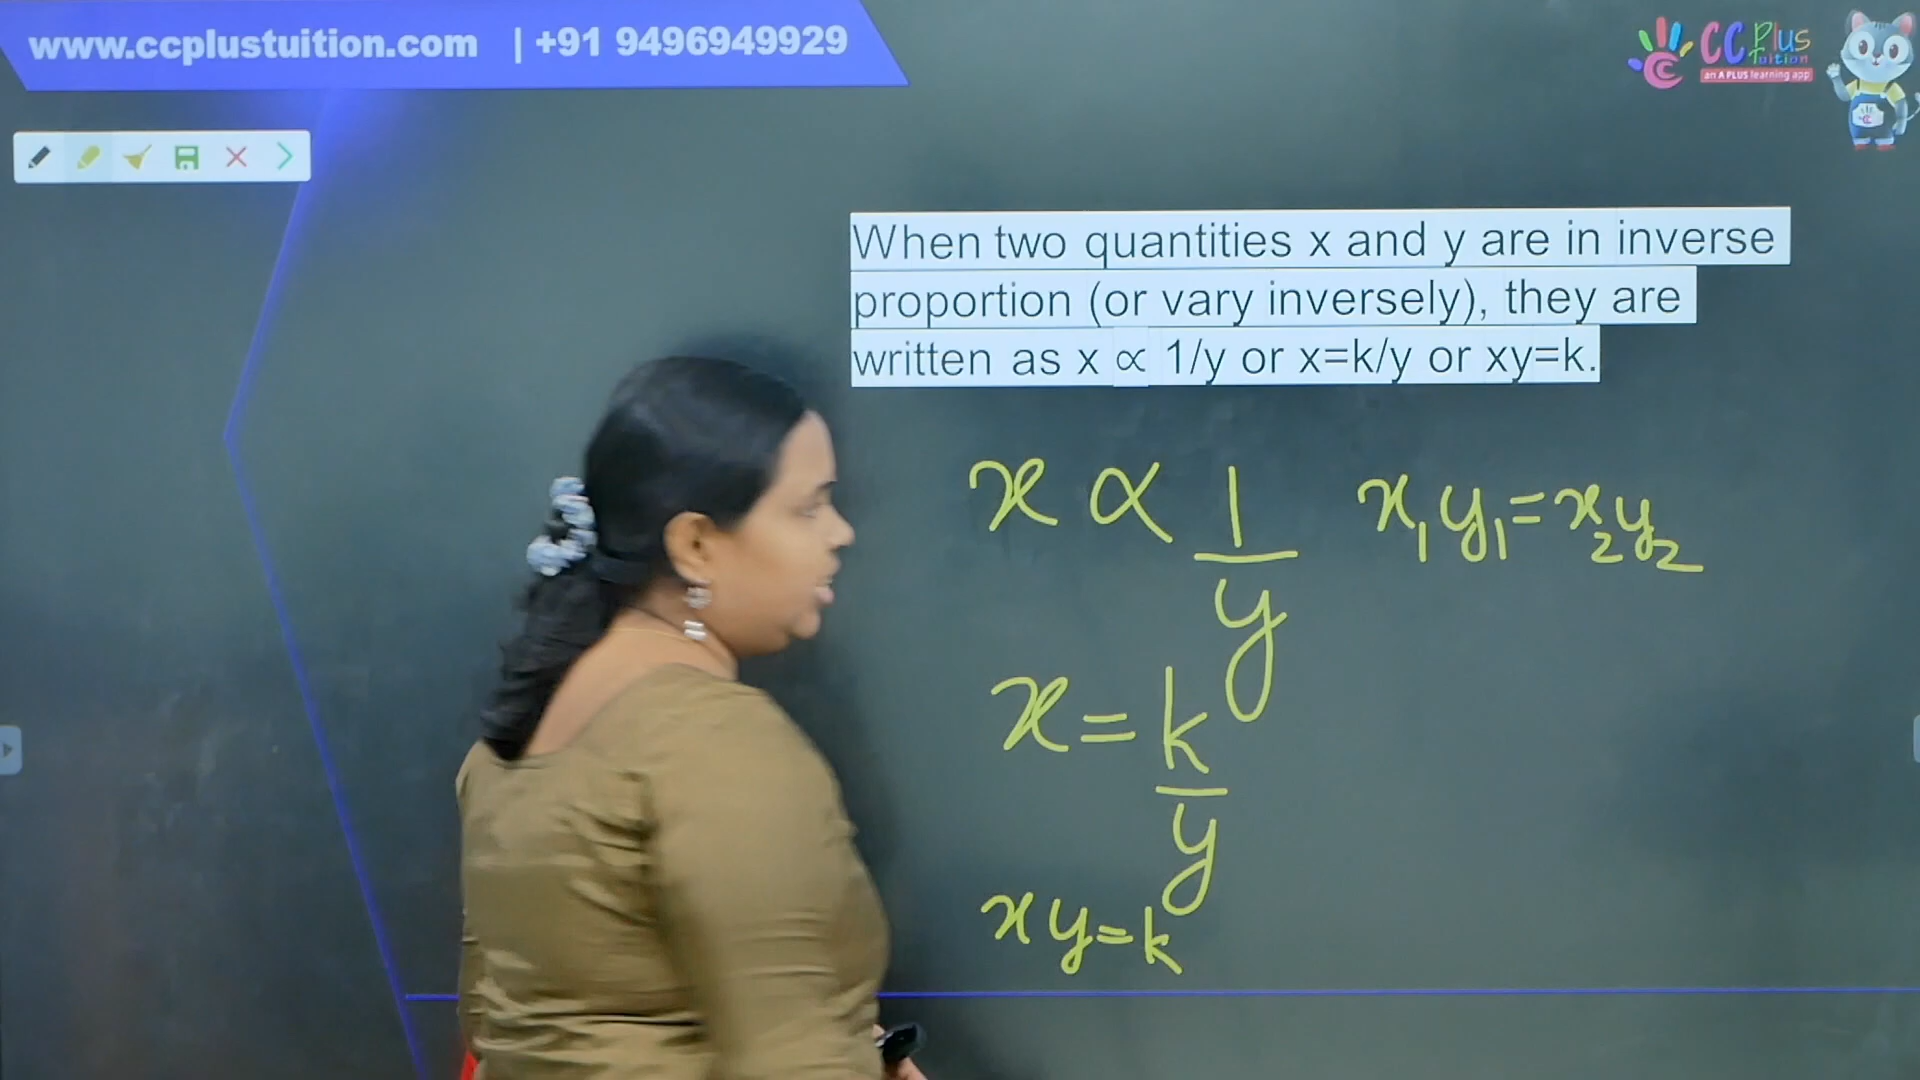 www.ccplustuition.com | +91 9496949929
CC Plus
Tuition
an A PLUS learning app
When two quantities x and y are in inverse
proportion (or vary inversely), they are
written as x ∝ 1/y or x=k/y or xy=k.
x ∝ 1/y x₁y₁=x₂y₂
x=k/y
xy=k